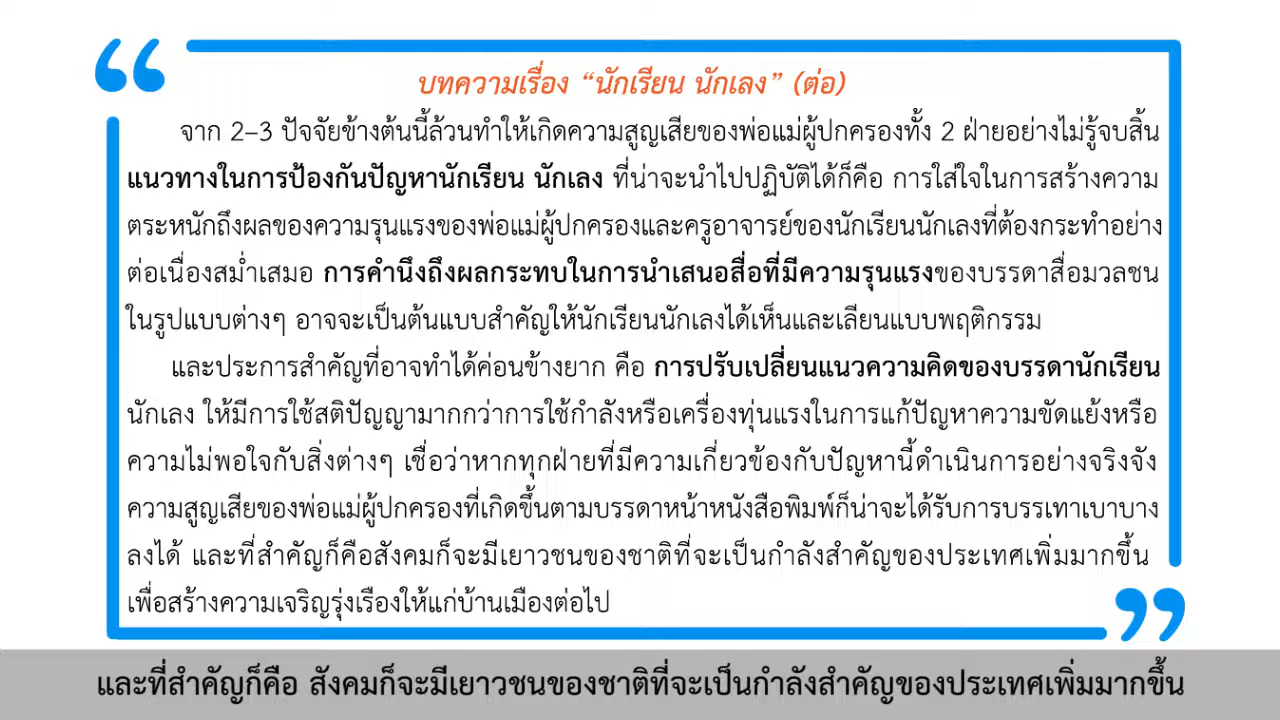 บทความเรื่อง “นักเรียน นักเลง” (ต่อ)
จาก 2–3 ปัจจัยข้างต้นนี้ล้วนทำให้เกิดความสูญเสียของพ่อแม่ผู้ปกครองทั้ง 2 ฝ่ายอย่างไม่รู้จบสิ้น
แนวทางในการป้องกันปัญหานักเรียน นักเลง ที่น่าจะนำไปปฏิบัติได้ก็คือ การใส่ใจในการสร้างความ
ตระหนักถึงผลของความรุนแรงของพ่อแม่ผู้ปกครองและครูอาจารย์ของนักเรียนนักเลงที่ต้องกระทำอย่าง
ต่อเนื่องสม่ำเสมอ การคำนึงถึงผลกระทบในการนำเสนอสื่อที่มีความรุนแรงของบรรดาสื่อมวลชน
ในรูปแบบต่างๆ อาจจะเป็นต้นแบบสำคัญให้นักเรียนนักเลงได้เห็นและเลียนแบบพฤติกรรม
และประการสำคัญที่อาจทำได้ค่อนข้างยาก คือ การปรับเปลี่ยนแนวความคิดของบรรดานักเรียน
นักเลง ให้มีการใช้สติปัญญามากกว่าการใช้กำลังหรือเครื่องทุ่นแรงในการแก้ปัญหาความขัดแย้งหรือ
ความไม่พอใจกับสิ่งต่างๆ เชื่อว่าหากทุกฝ่ายที่มีความเกี่ยวข้องกับปัญหานี้ดำเนินการอย่างจริงจัง
ความสูญเสียของพ่อแม่ผู้ปกครองที่เกิดขึ้นตามบรรดาหน้าหนังสือพิมพ์ก็น่าจะได้รับการบรรเทาเบาบาง
ลงได้ และที่สำคัญก็คือสังคมก็จะมีเยาวชนของชาติที่จะเป็นกำลังสำคัญของประเทศเพิ่มมากขึ้น
เพื่อสร้างความเจริญรุ่งเรืองให้แก่บ้านเมืองต่อไป
และที่สำคัญก็คือ สังคมก็จะมีเยาวชนของชาติที่จะเป็นกำลังสำคัญของประเทศเพิ่มมากขึ้น